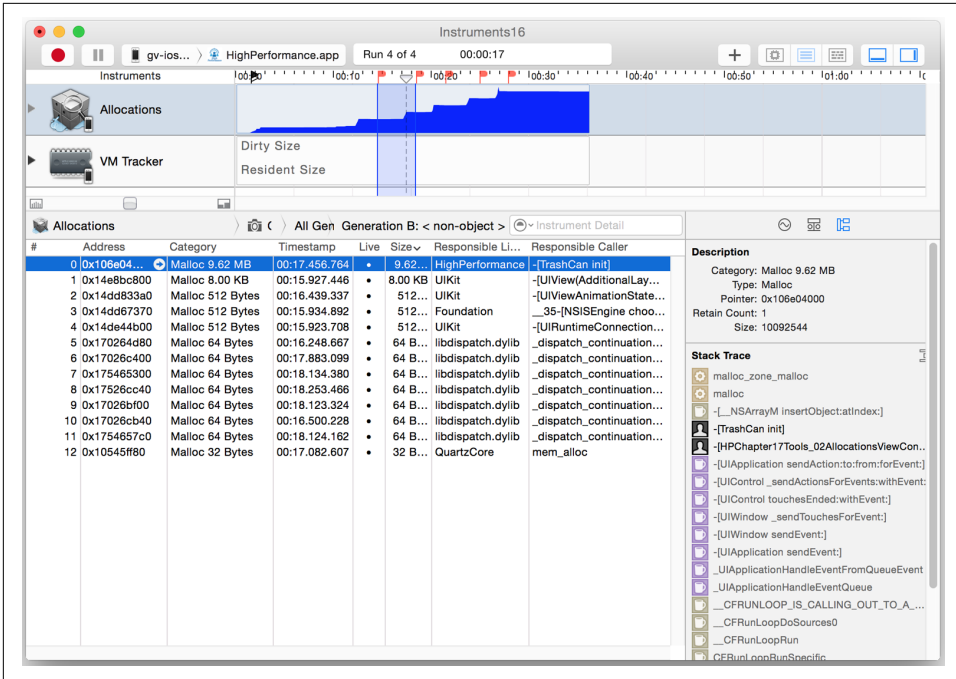 Instruments16
gv-ios... HighPerformance.app Run 4 of 4 00:00:17
Instruments 00:10 00:20 00:30 00:40 00:50 01:00
Allocations
VM Tracker
Dirty Size
Resident Size
Allocations All Gen Generation B: < non-object > Instrument Detail
# Address Category Timestamp Live Size Responsible Li... Responsible Caller
0 0x106e04... Malloc 9.62 MB 00:17.456.764 • 9.62... HighPerformance -[TrashCan init]
1 0x14e8bc800 Malloc 8.00 KB 00:15.927.446 • 8.00 KB UIKit -[UIView(AdditionalLay...
2 0x14dd833a0 Malloc 512 Bytes 00:16.439.337 • 512... UIKit -[UIViewAnimationState...
3 0x14dd67370 Malloc 512 Bytes 00:15.934.892 • 512... Foundation __35-[NSISEngine choo...
4 0x14de44b00 Malloc 512 Bytes 00:15.923.708 • 512... UIKit -[UIRuntimeConnection...
5 0x170264d80 Malloc 64 Bytes 00:16.248.667 • 64 B... libdispatch.dylib _dispatch_continuation...
6 0x17026c400 Malloc 64 Bytes 00:17.883.099 • 64 B... libdispatch.dylib _dispatch_continuation...
7 0x175465300 Malloc 64 Bytes 00:18.134.380 • 64 B... libdispatch.dylib _dispatch_continuation...
8 0x17526cc40 Malloc 64 Bytes 00:18.253.466 • 64 B... libdispatch.dylib _dispatch_continuation...
9 0x17026bf00 Malloc 64 Bytes 00:18.123.324 • 64 B... libdispatch.dylib _dispatch_continuation...
10 0x17026cb40 Malloc 64 Bytes 00:16.500.228 • 64 B... libdispatch.dylib _dispatch_continuation...
11 0x1754657c0 Malloc 64 Bytes 00:18.124.162 • 64 B... libdispatch.dylib _dispatch_continuation...
12 0x10545ff80 Malloc 32 Bytes 00:17.082.607 • 32 B... QuartzCore mem_alloc
Description
Category: Malloc 9.62 MB
Type: Malloc
Pointer: 0x106e04000
Retain Count: 1
Size: 10092544
Stack Trace
malloc_zone_malloc
malloc
-[__NSArrayM insertObject:atIndex:]
-[TrashCan init]
-[HPChapter17Tools_02AllocationsViewCon...
-[UIApplication sendAction:to:from:forEvent:]
-[UIControl _sendActionsForEvents:withEvent:
-[UIControl touchesEnded:withEvent:]
-[UIWindow _sendTouchesForEvent:]
-[UIWindow sendEvent:]
-[UIApplication sendEvent:]
_UIApplicationHandleEventFromQueueEvent
_UIApplicationHandleEventQueue
__CFRUNLOOP_IS_CALLING_OUT_TO_A_...
__CFRunLoopDoSources0
__CFRunLoopRun
CFRunLoopRunSpecific